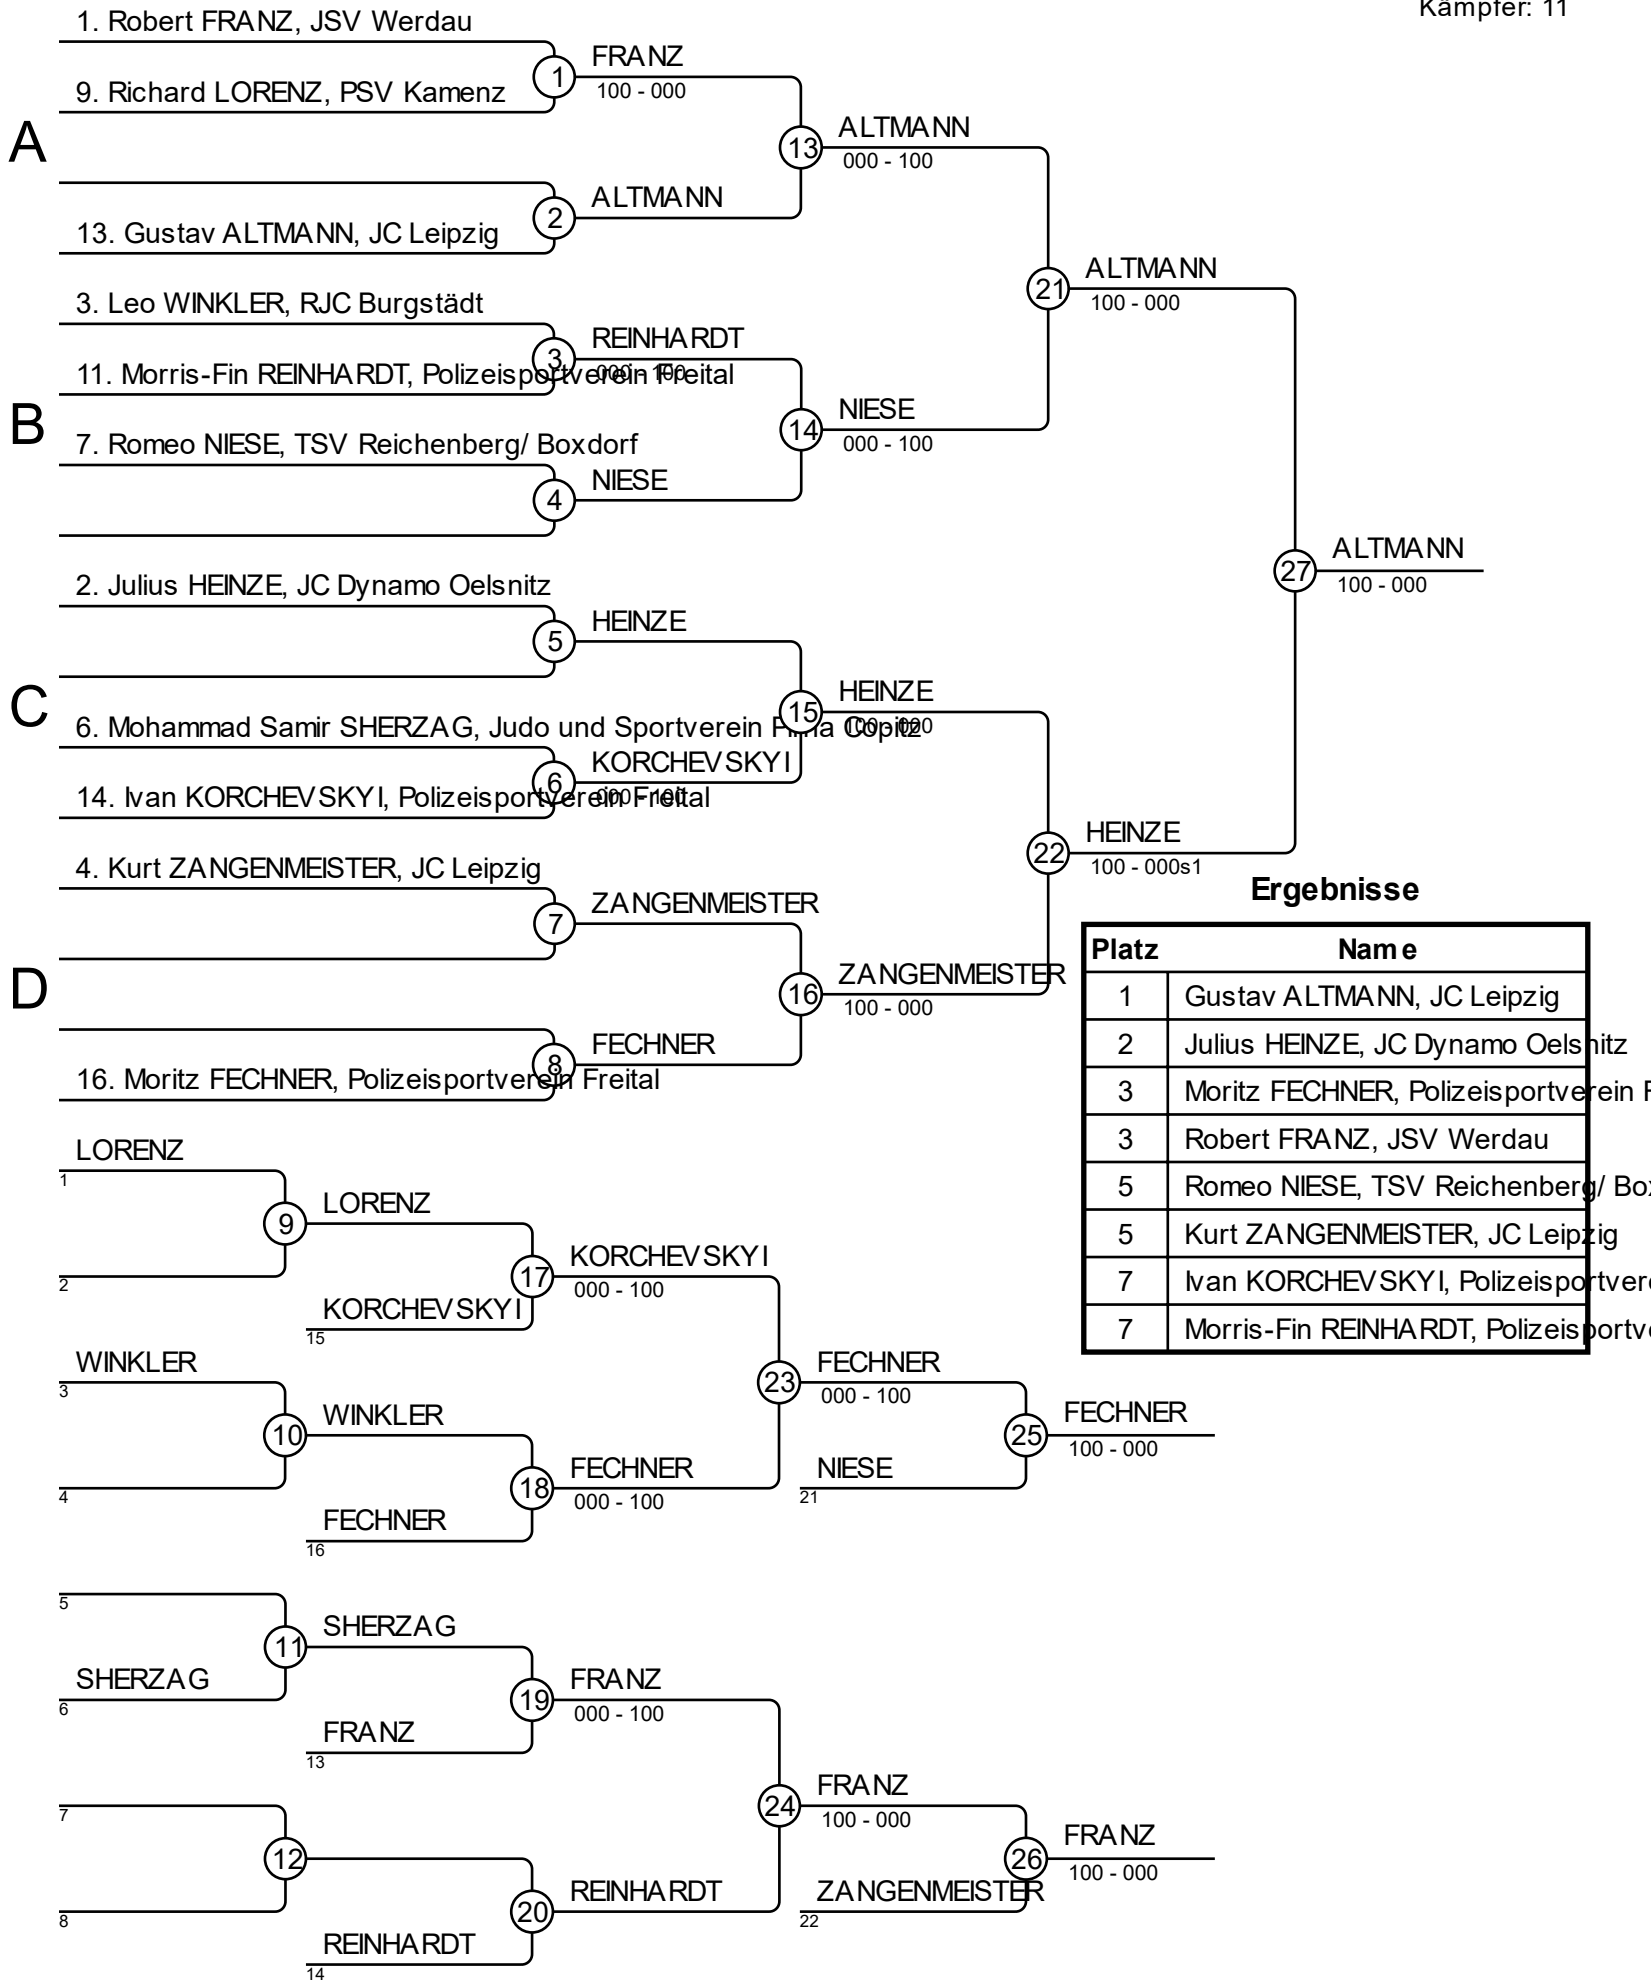 Kämpfer: 11
1. Robert FRANZ, JSV Werdau
FRANZ
1
100 - 000
9. Richard LORENZ, PSV Kamenz
A
ALTMANN
13
000 - 100
ALTMANN
2
13. Gustav ALTMANN, JC Leipzig
ALTMANN
21
100 - 000
3. Leo WINKLER, RJC Burgstädt
REINHARDT
3
000 - 100
11. Morris-Fin REINHARDT, Polizeisportverein Freital
B
NIESE
14
000 - 100
7. Romeo NIESE, TSV Reichenberg/ Boxdorf
NIESE
4
ALTMANN
27
100 - 000
2. Julius HEINZE, JC Dynamo Oelsnitz
HEINZE
5
C
HEINZE
15
100 - 000
6. Mohammad Samir SHERZAG, Judo und Sportverein Copitz
KORCHEVSKYI
6
000 - 100
14. Ivan KORCHEVSKYI, Polizeisportverein Freital
HEINZE
22
100 - 000s1
4. Kurt ZANGENMEISTER, JC Leipzig
ZANGENMEISTER
7
D
ZANGENMEISTER
16
100 - 000
FECHNER
8
16. Moritz FECHNER, Polizeisportverein Freital
Ergebnisse
Platz Name
1 Gustav ALTMANN, JC Leipzig
2 Julius HEINZE, JC Dynamo Oelsnitz
3 Moritz FECHNER, Polizeisportverein F
3 Robert FRANZ, JSV Werdau
5 Romeo NIESE, TSV Reichenberg/ Box
5 Kurt ZANGENMEISTER, JC Leipzig
7 Ivan KORCHEVSKYI, Polizeisportvere
7 Morris-Fin REINHARDT, Polizeisportve
LORENZ
1
LORENZ
9
2
KORCHEVSKYI
17
000 - 100
KORCHEVSKYI
15
WINKLER
3
WINKLER
10
4
FECHNER
18
000 - 100
FECHNER
16
FECHNER
23
000 - 100
FECHNER
25
100 - 000
NIESE
21
5
SHERZAG
11
SHERZAG
6
FRANZ
19
000 - 100
FRANZ
13
7
12
8
REINHARDT
20
REINHARDT
14
FRANZ
24
100 - 000
FRANZ
26
100 - 000
ZANGENMEISTER
22